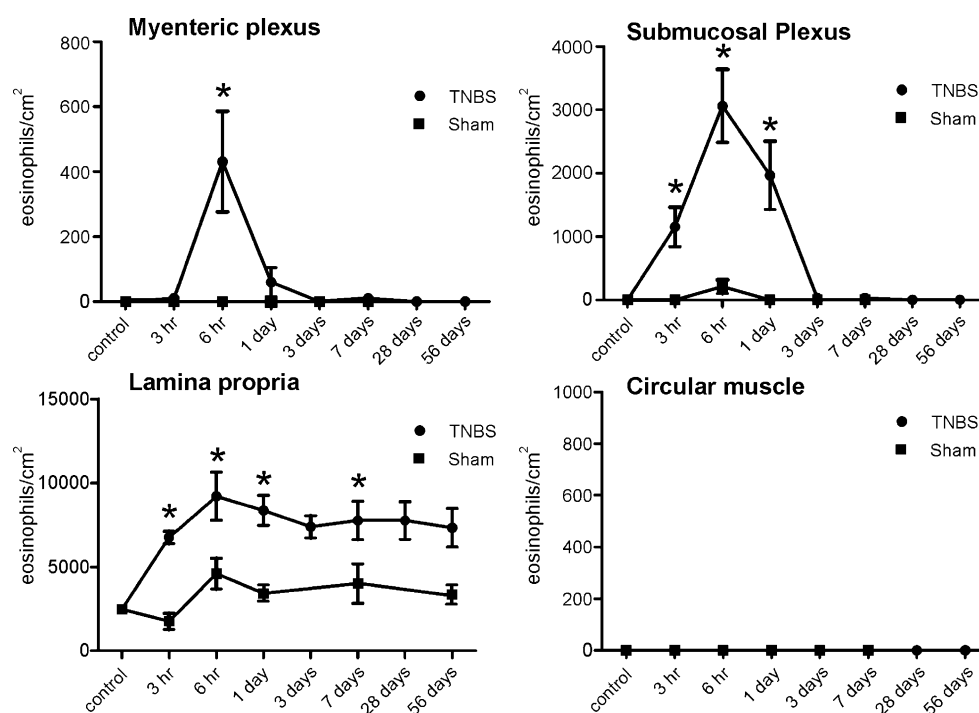 Myenteric plexus
800
600
400
200
0
eosinophils/cm²
*
TNBS
Sham
control
3 hr
6 hr
1 day
3 days
7 days
28 days
56 days
Submucosal Plexus
4000
3000
2000
1000
0
eosinophils/cm²
*
*
*
TNBS
Sham
control
3 hr
6 hr
1 day
3 days
7 days
28 days
56 days
Lamina propria
15000
10000
5000
0
eosinophils/cm²
*
*
*
*
TNBS
Sham
control
3 hr
6 hr
1 day
3 days
7 days
28 days
56 days
Circular muscle
1000
800
600
400
200
0
eosinophils/cm²
TNBS
Sham
control
3 hr
6 hr
1 day
3 days
7 days
28 days
56 days